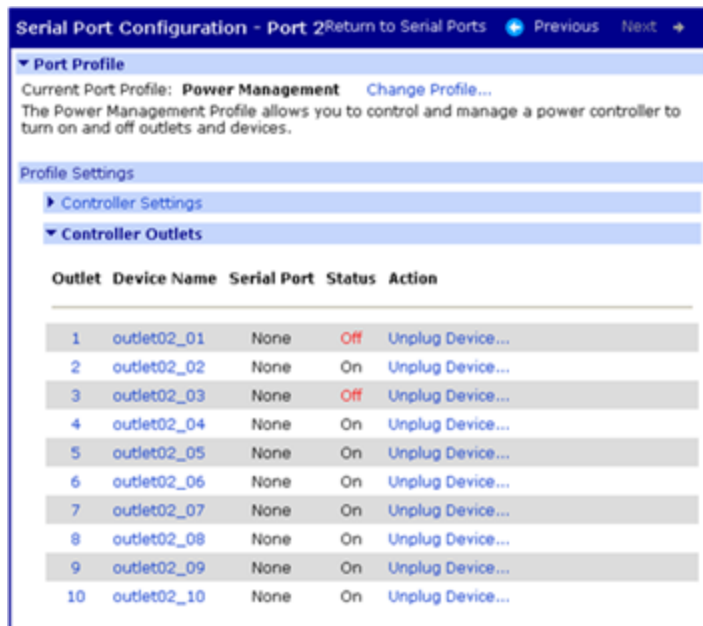 Serial Port Configuration - Port 2 Return to Serial Ports Previous Next
Port Profile
Current Port Profile: Power Management Change Profile...
The Power Management Profile allows you to control and manage a power controller to
turn on and off outlets and devices.
Profile Settings
Controller Settings
Controller Outlets
Outlet Device Name Serial Port Status Action
1 outlet02_01 None Off Unplug Device...
2 outlet02_02 None On Unplug Device...
3 outlet02_03 None Off Unplug Device...
4 outlet02_04 None On Unplug Device...
5 outlet02_05 None On Unplug Device...
6 outlet02_06 None On Unplug Device...
7 outlet02_07 None On Unplug Device...
8 outlet02_08 None On Unplug Device...
9 outlet02_09 None On Unplug Device...
10 outlet02_10 None On Unplug Device...